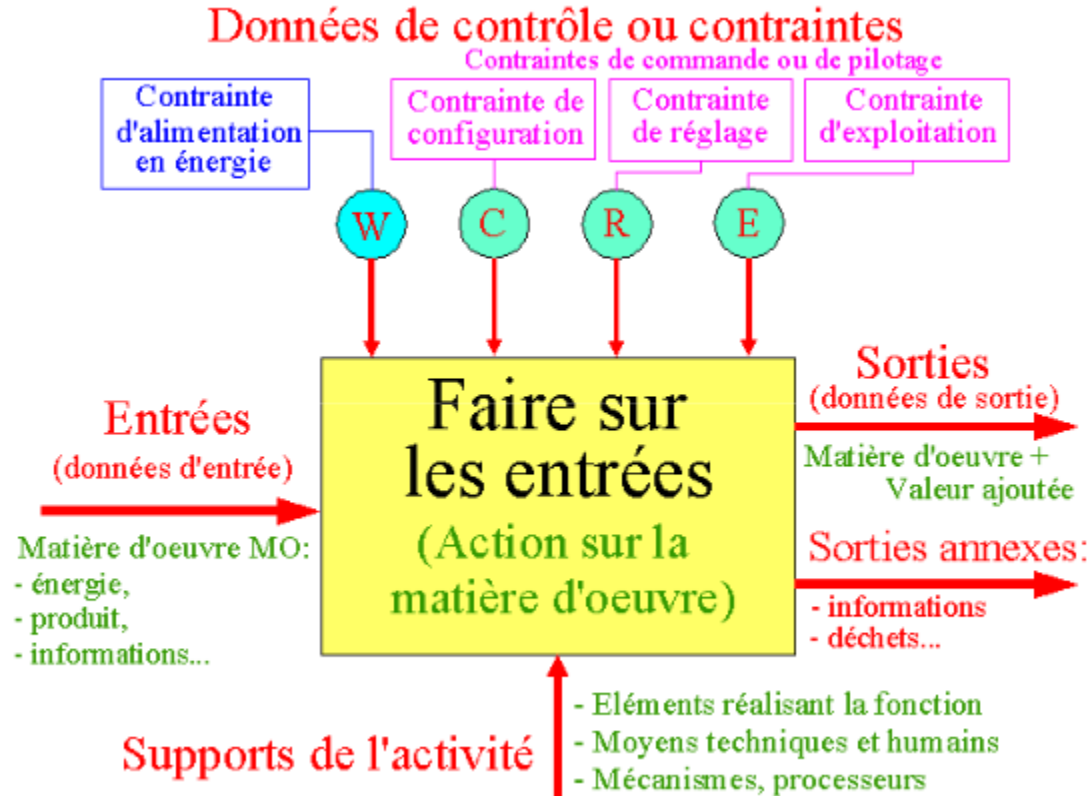 Données de contrôle ou contraintes
Contraintes de commande ou de pilotage
Contrainte
d'alimentation
en énergie
Contrainte de
configuration
Contrainte
de réglage
Contrainte
d'exploitation
W
C
R
E
Entrées
(données d'entrée)
Matière d'oeuvre MO:
- énergie,
- produit,
- informations...
Faire sur
les entrées
(Action sur la
matière d'oeuvre)
Sorties
(données de sortie)
Matière d'oeuvre +
Valeur ajoutée
Sorties annexes:
- informations
- déchets...
Supports de l'activité
- Eléments réalisant la fonction
- Moyens techniques et humains
- Mécanismes, processeurs